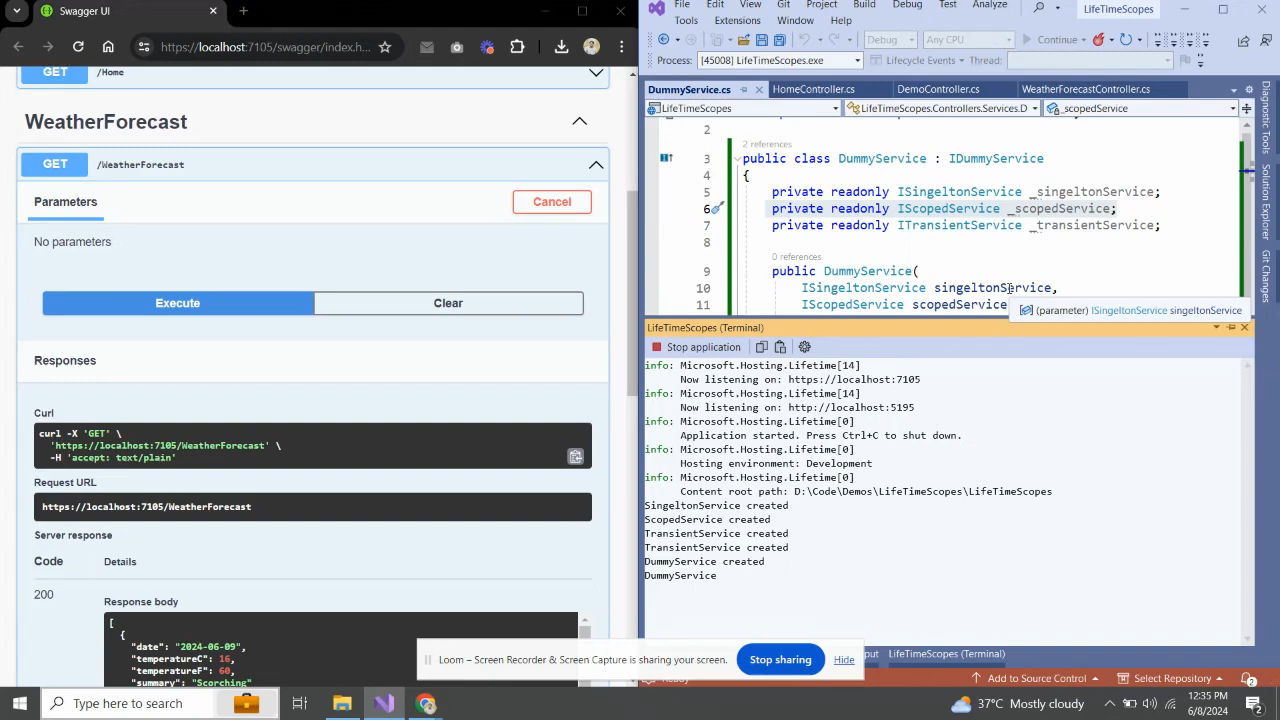 Swagger UI
https://localhost:7105/swagger/index.h...
GET /Home
WeatherForecast
GET /WeatherForecast
Parameters
Cancel
No parameters
Execute
Clear
Responses
Curl
curl -X 'GET' \
'https://localhost:7105/WeatherForecast' \
-H 'accept: text/plain'
Request URL
https://localhost:7105/WeatherForecast
Server response
Code Details
200
Response body
[
{
"date": "2024-06-09",
"temperatureC": 16,
"temperatureF": 60,
"summary": "Scorching"
File Edit View Git Project Build
Debug Test Analyze Tools Extensions
Window Help
LifeTimeScopes
Debug Any CPU Continue
Process: [45008] LifeTimeScopes.exe Lifecycle Events Thread:
DummyService.cs HomeController.cs DemoController.cs WeatherForecastController.cs
LifeTimeScopes LifeTimeScopes.Controllers.Services.D _scopedService
2
2 references
3 public class DummyService : IDummyService
4 {
5 private readonly ISingeltonService _singeltonService;
6 private readonly IScopedService _scopedService;
7 private readonly ITransientService _transientService;
8
0 references
9 public DummyService(
10 ISingeltonService singeltonService,
11 IScopedService scopedService
(parameter) ISingeltonService singeltonService
Diagnostic Tools
Solution Explorer
Git Changes
LifeTimeScopes (Terminal)
Stop application
info: Microsoft.Hosting.Lifetime[14]
Now listening on: https://localhost:7105
info: Microsoft.Hosting.Lifetime[14]
Now listening on: http://localhost:5195
info: Microsoft.Hosting.Lifetime[0]
Application started. Press Ctrl+C to shut down.
info: Microsoft.Hosting.Lifetime[0]
Hosting environment: Development
info: Microsoft.Hosting.Lifetime[0]
Content root path: D:\Code\Demos\LifeTimeScopes\LifeTimeScopes
SingeltonService created
ScopedService created
TransientService created
TransientService created
DummyService created
DummyService
LifeTimeScopes (Terminal)
Loom – Screen Recorder & Screen Capture is sharing your screen. Stop sharing Hide
Ready Add to Source Control Select Repository 2
Type here to search
37°C Mostly cloudy
12:35 PM
6/8/2024
2